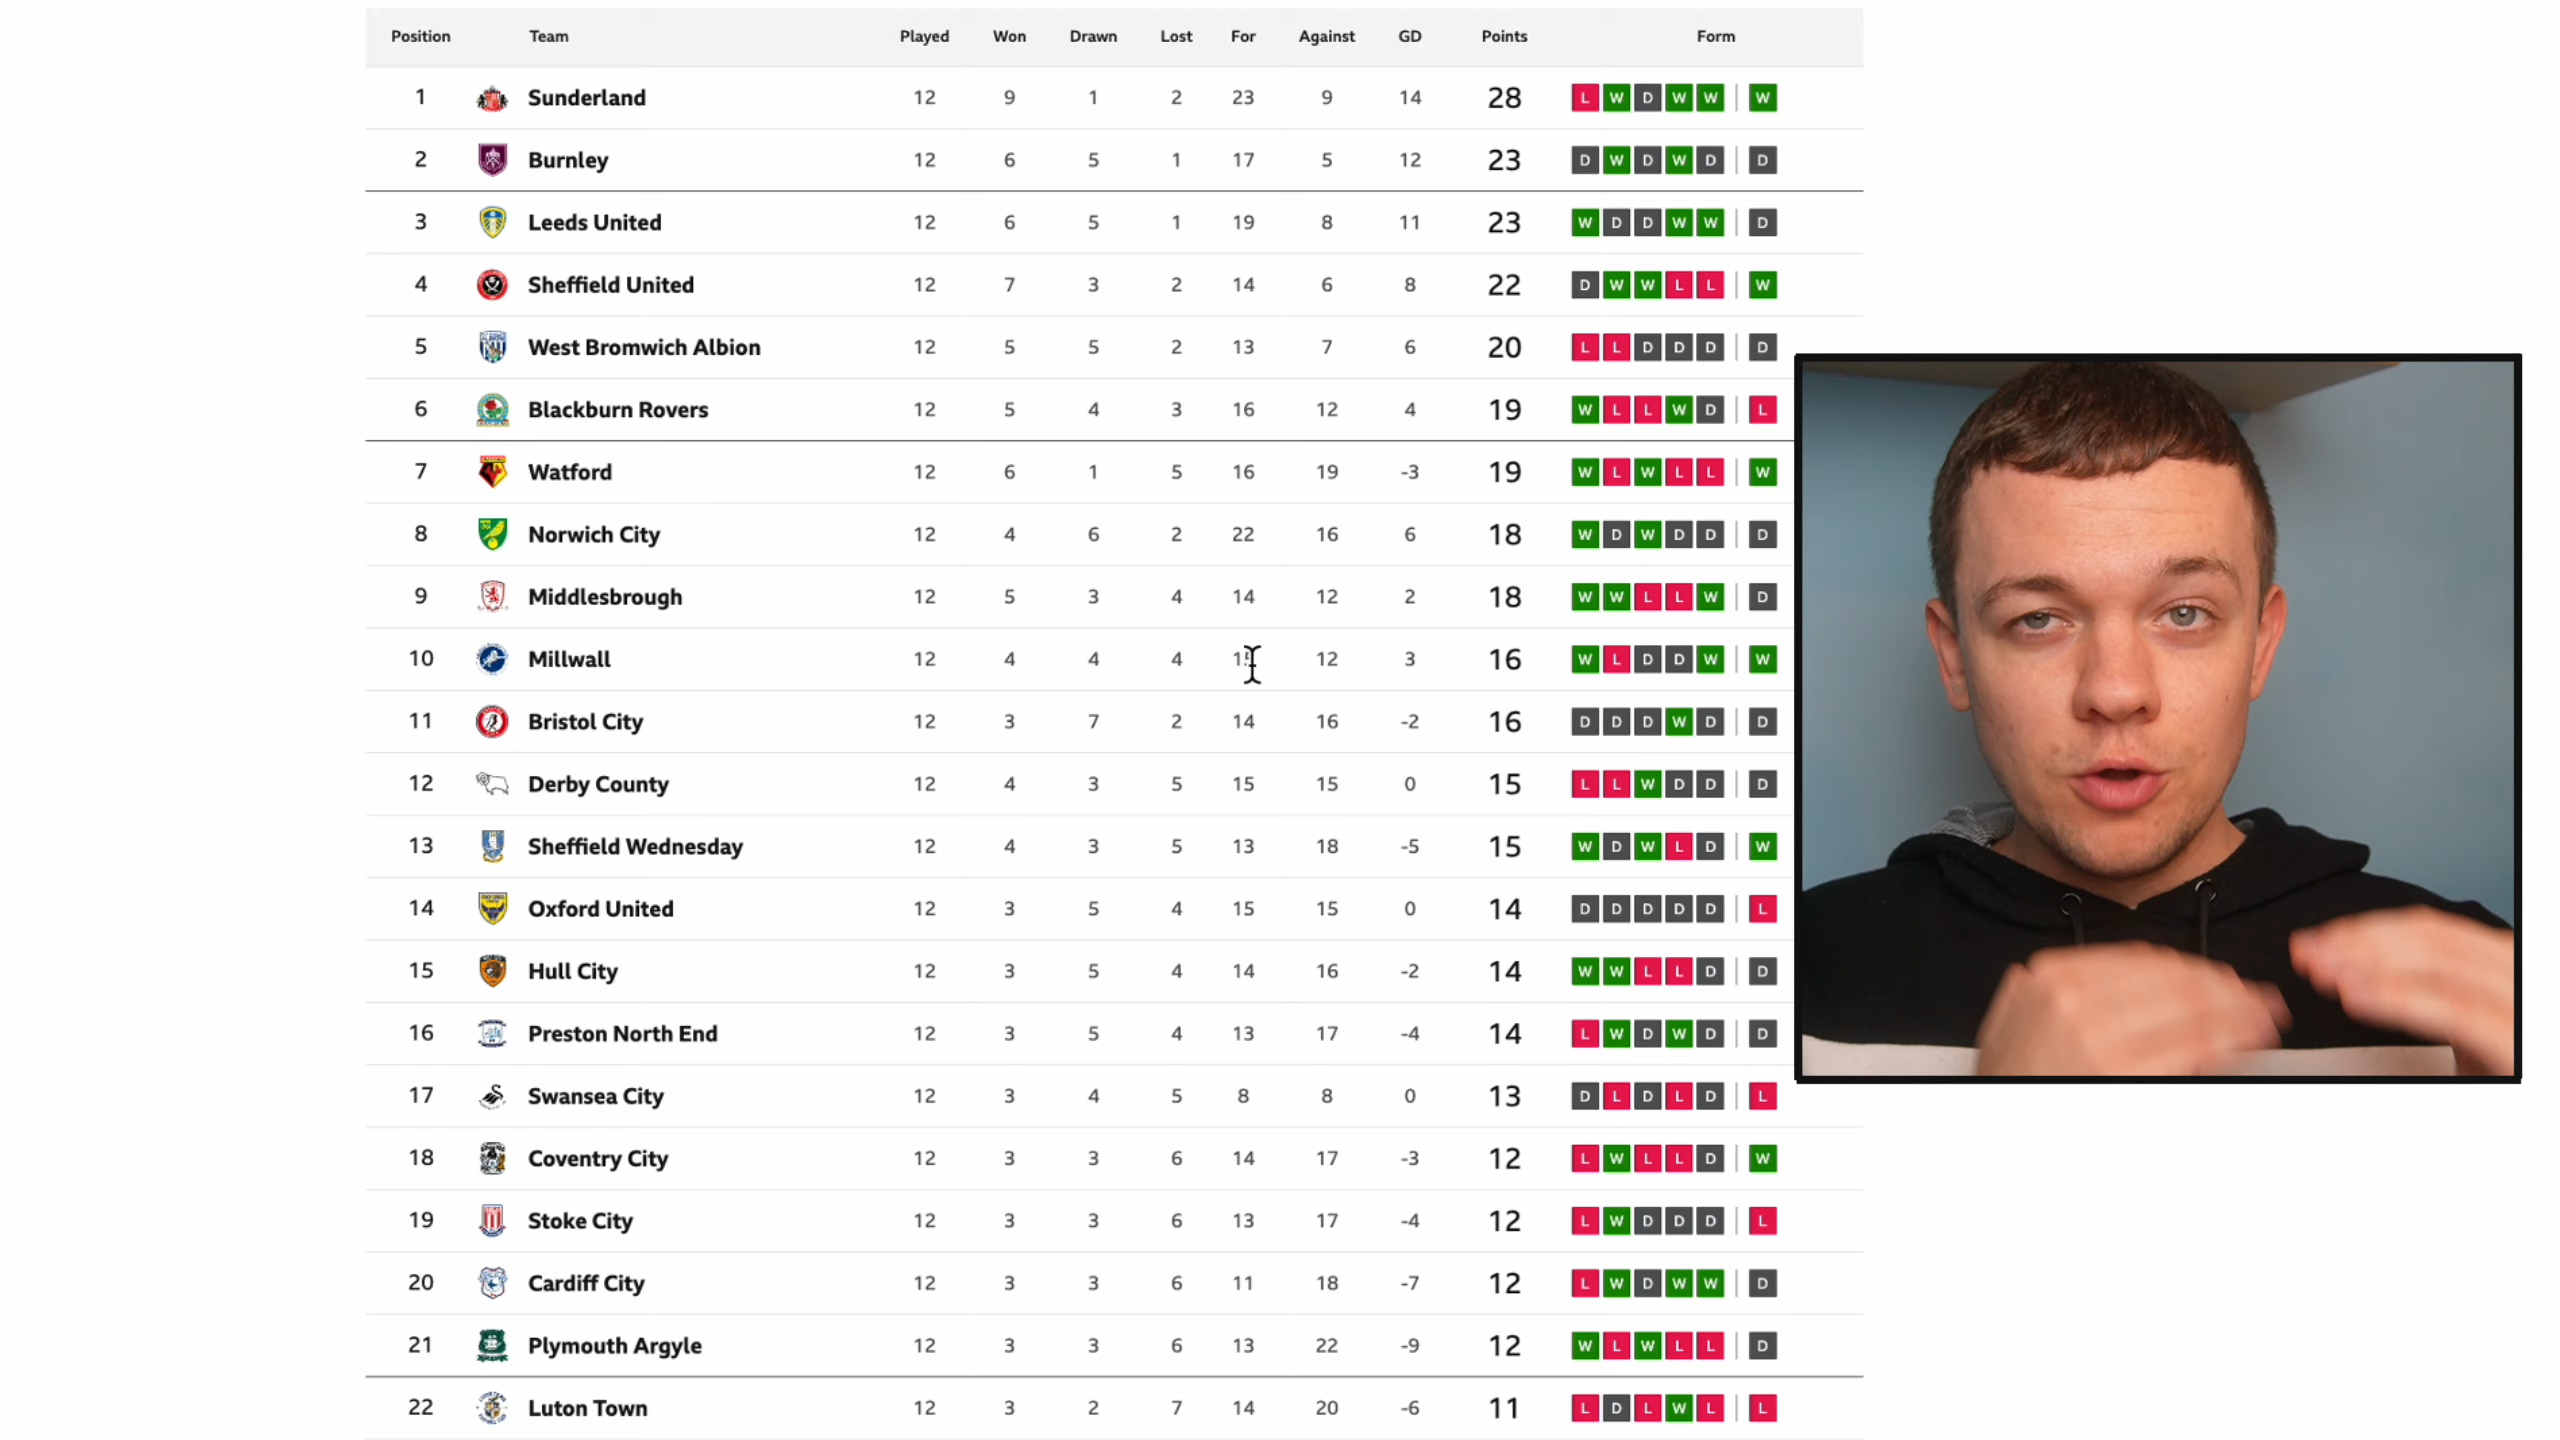 Position Team Played Won Drawn Lost For Against GD Points Form
1 Sunderland 12 9 1 2 23 9 14 28 L W D W W W
2 Burnley 12 6 5 1 17 5 12 23 D W D W D D
3 Leeds United 12 6 5 1 19 8 11 23 W D D W W D
4 Sheffield United 12 7 3 2 14 6 8 22 D W W L L W
5 West Bromwich Albion 12 5 5 2 13 7 6 20 L L D D D D
6 Blackburn Rovers 12 5 4 3 16 12 4 19 W L L W D L
7 Watford 12 6 1 5 16 19 -3 19 W L W L L W
8 Norwich City 12 4 6 2 22 16 6 18 W D W D D D
9 Middlesbrough 12 5 3 4 14 12 2 18 W W L L W D
10 Millwall 12 4 4 4 12 3 16 W L D D W W
11 Bristol City 12 3 7 2 14 16 -2 16 D D D W D D
12 Derby County 12 4 3 5 15 15 0 15 L L W D D D
13 Sheffield Wednesday 12 4 3 5 13 18 -5 15 W D W L D W
14 Oxford United 12 3 5 4 15 15 0 14 D D D D D L
15 Hull City 12 3 5 4 14 16 -2 14 W W L L D D
16 Preston North End 12 3 5 4 13 17 -4 14 L W D W D D
17 Swansea City 12 3 4 5 8 8 0 13 D L D L D L
18 Coventry City 12 3 3 6 14 17 -3 12 L W L L D W
19 Stoke City 12 3 3 6 13 17 -4 12 L W D D D L
20 Cardiff City 12 3 3 6 11 18 -7 12 L W D W W D
21 Plymouth Argyle 12 3 3 6 13 22 -9 12 W L W L L D
22 Luton Town 12 3 2 7 14 20 -6 11 L D L W L L